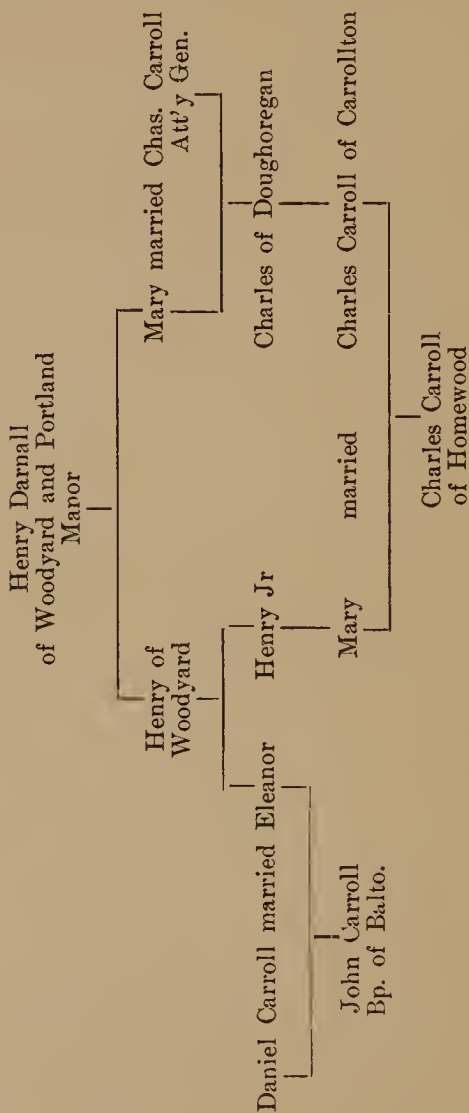 Henry Darnall
of Woodyard and Portland
Manor
Henry of
Woodyard
Mary married Chas. Carroll
Att'y Gen.
Daniel Carroll married Eleanor
Henry Jr
Charles of Doughoregan
John Carroll
Bp. of Balto.
Mary married Charles Carroll of Carrollton
Charles Carroll
of Homewood